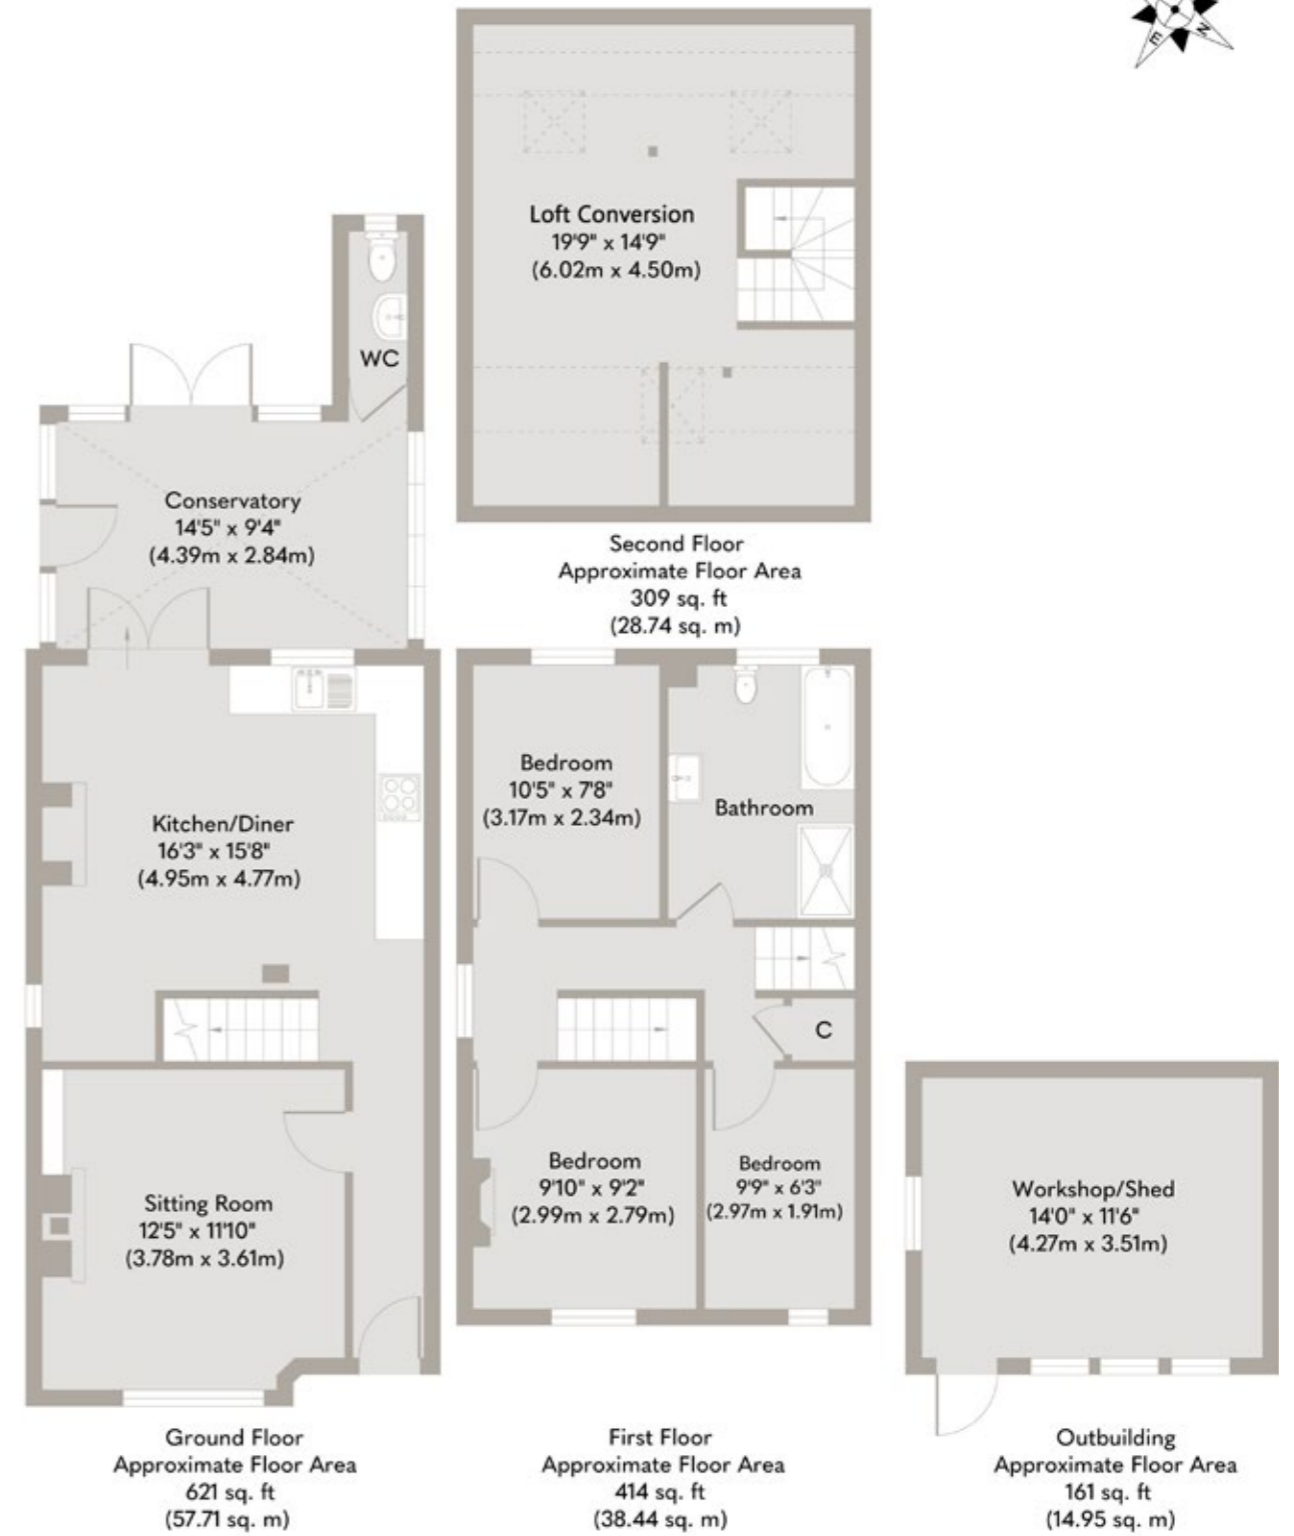 E
N
Loft Conversion
19'9" x 14'9"
(6.02m x 4.50m)
Second Floor
Approximate Floor Area
309 sq. ft
(28.74 sq. m)
WC
Conservatory
14'5" x 9'4"
(4.39m x 2.84m)
Kitchen/Diner
16'3" x 15'8"
(4.95m x 4.77m)
Sitting Room
12'5" x 11'10"
(3.78m x 3.61m)
Ground Floor
Approximate Floor Area
621 sq. ft
(57.71 sq. m)
Bedroom
10'5" x 7'8"
(3.17m x 2.34m)
Bathroom
C
Bedroom
9'10" x 9'2"
(2.99m x 2.79m)
Bedroom
9'9" x 6'3"
(2.97m x 1.91m)
First Floor
Approximate Floor Area
414 sq. ft
(38.44 sq. m)
Workshop/Shed
14'0" x 11'6"
(4.27m x 3.51m)
Outbuilding
Approximate Floor Area
161 sq. ft
(14.95 sq. m)